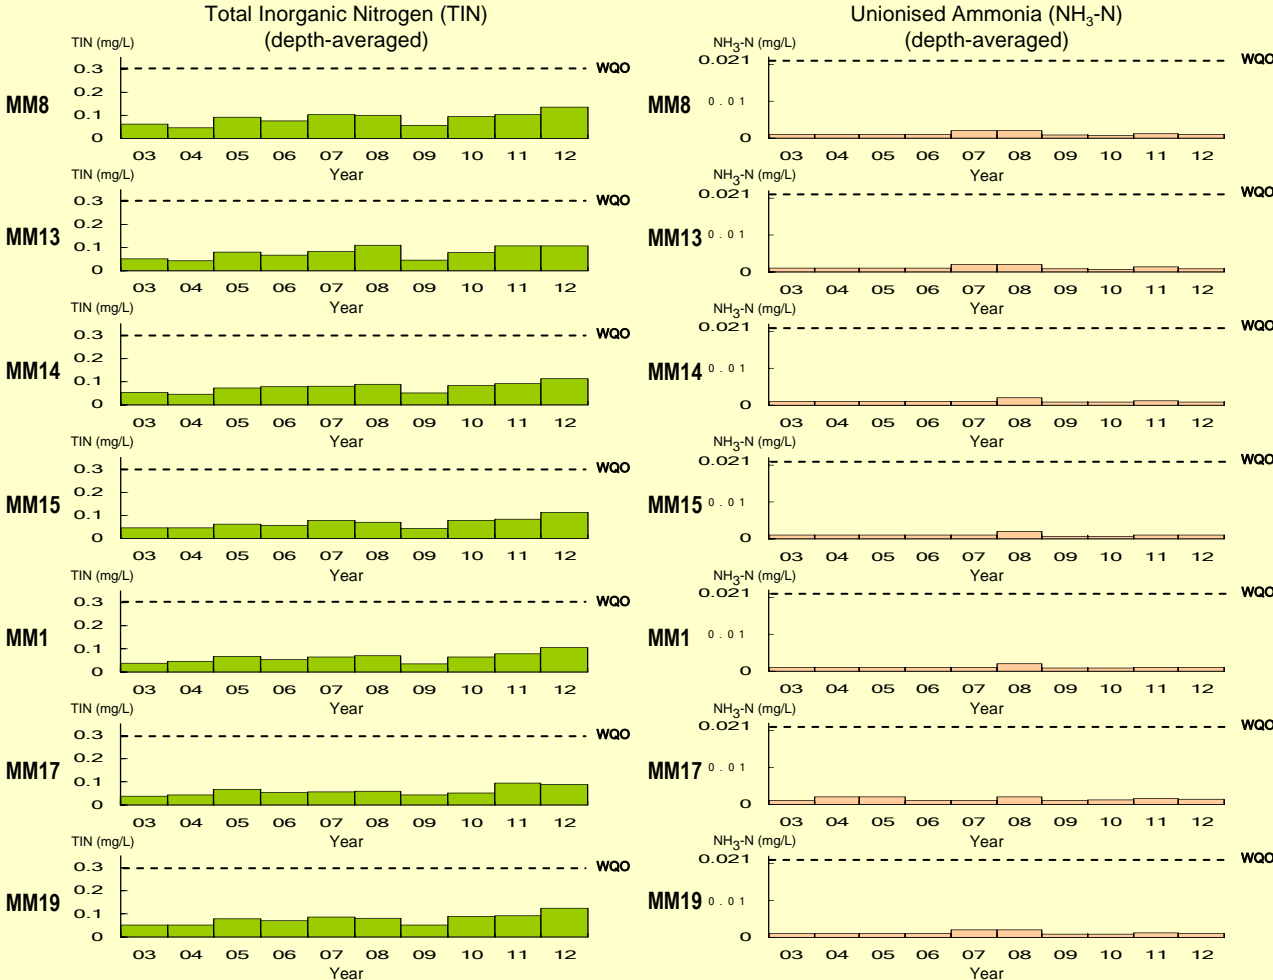 Total Inorganic Nitrogen (TIN)
(depth-averaged)
TIN (mg/L)
0.3
WQO
0.2
MM8
0.1
0
03 04 05 06 07 08 09 10 11 12
Year
TIN (mg/L)
0.3
WQO
0.2
MM13
0.1
0
03 04 05 06 07 08 09 10 11 12
Year
TIN (mg/L)
0.3
WQO
0.2
MM14
0.1
0
03 04 05 06 07 08 09 10 11 12
Year
TIN (mg/L)
0.3
WQO
0.2
MM15
0.1
0
03 04 05 06 07 08 09 10 11 12
Year
TIN (mg/L)
0.3
WQO
0.2
MM1
0.1
0
03 04 05 06 07 08 09 10 11 12
Year
TIN (mg/L)
0.3
WQO
0.2
MM17
0.1
0
03 04 05 06 07 08 09 10 11 12
Year
TIN (mg/L)
0.3
WQO
0.2
MM19
0.1
0
03 04 05 06 07 08 09 10 11 12
Year
Unionised Ammonia (NH₃-N)
(depth-averaged)
NH₃-N (mg/L)
0.021
WQO
MM8
0.01
0
03 04 05 06 07 08 09 10 11 12
Year
NH₃-N (mg/L)
0.021
WQO
MM13
0.01
0
03 04 05 06 07 08 09 10 11 12
Year
NH₃-N (mg/L)
0.021
WQO
MM14
0.01
0
03 04 05 06 07 08 09 10 11 12
Year
NH₃-N (mg/L)
0.021
WQO
MM15
0.01
0
03 04 05 06 07 08 09 10 11 12
Year
NH₃-N (mg/L)
0.021
WQO
MM1
0.01
0
03 04 05 06 07 08 09 10 11 12
Year
NH₃-N (mg/L)
0.021
WQO
MM17
0.01
0
03 04 05 06 07 08 09 10 11 12
Year
NH₃-N (mg/L)
0.021
WQO
MM19
0.01
0
03 04 05 06 07 08 09 10 11 12
Year